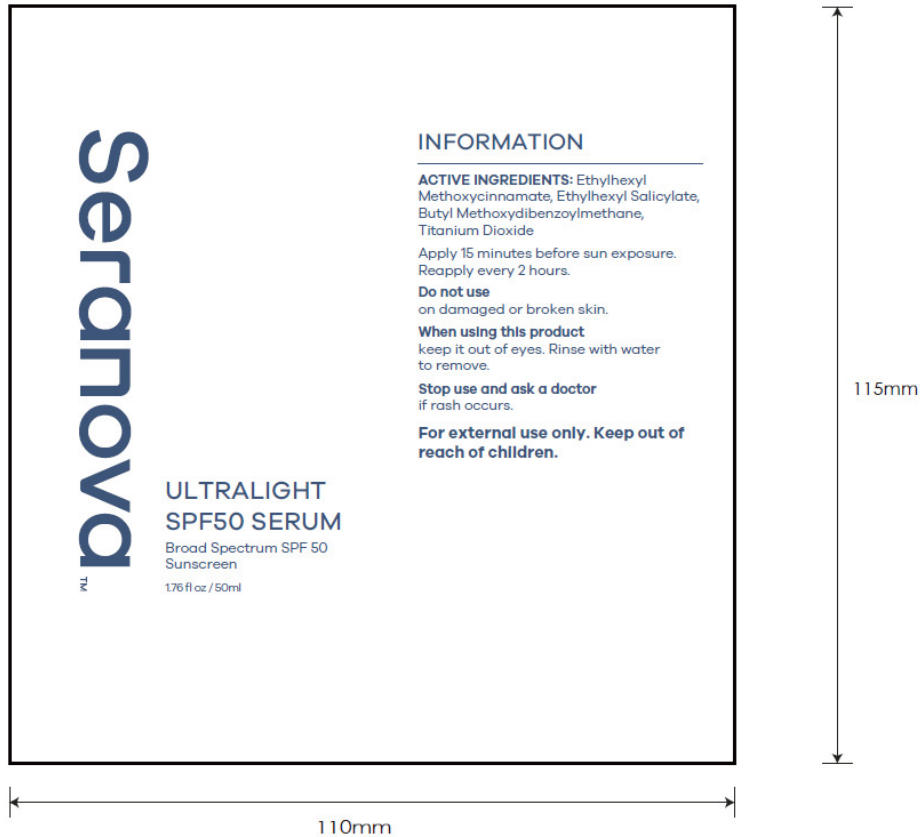 Seranova
TM
ULTRALIGHT
SPF50 SERUM
Broad Spectrum SPF 50
Sunscreen
1.76 fl oz / 50ml
INFORMATION
ACTIVE INGREDIENTS: Ethylhexyl
Methoxycinnamate, Ethylhexyl Salicylate,
Butyl Methoxydibenzoylmethane,
Titanium Dioxide
Apply 15 minutes before sun exposure.
Reapply every 2 hours.
Do not use
on damaged or broken skin.
When using this product
keep it out of eyes. Rinse with water
to remove.
Stop use and ask a doctor
if rash occurs.
For external use only. Keep out of
reach of children.
115mm
110mm